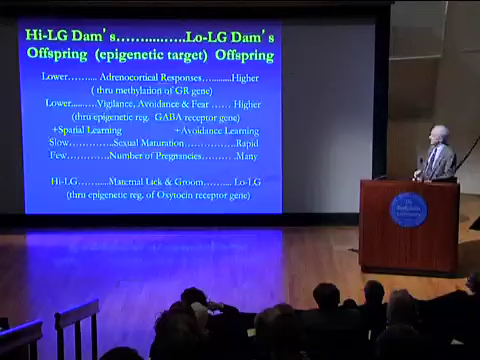 Hi-LG Dam's.............Lo-LG Dam's
Offspring (epigenetic target) Offspring
Lower........... Adrenocortical Responses..........Higher
( thru methylation of GR gene)
Lower.....Vigilance, Avoidance & Fear ...... Higher
(thru epigenetic reg. GABA receptor gene)
+Spatial Learning +Avoidance Learning
Slow..............Sexual Maturation.................Rapid
Few..............Number of Pregnancies............Many
Hi-LG..........Maternal Lick & Groom....... Lo-LG
(thru epigenetic reg. of Oxytocin receptor gene)
The
Rockefeller
University